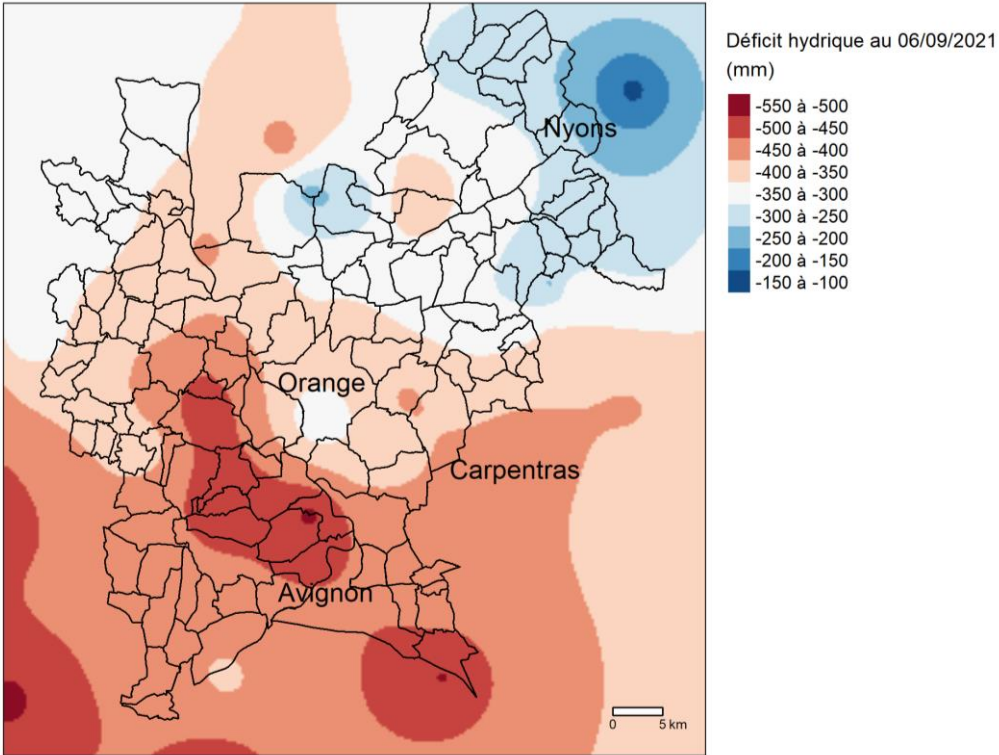 Déficit hydrique au 06/09/2021
(mm)
-550 à -500
-500 à -450
-450 à -400
-400 à -350
-350 à -300
-300 à -250
-250 à -200
-200 à -150
-150 à -100
Nyons
Orange
Carpentras
Avignon
0 5 km